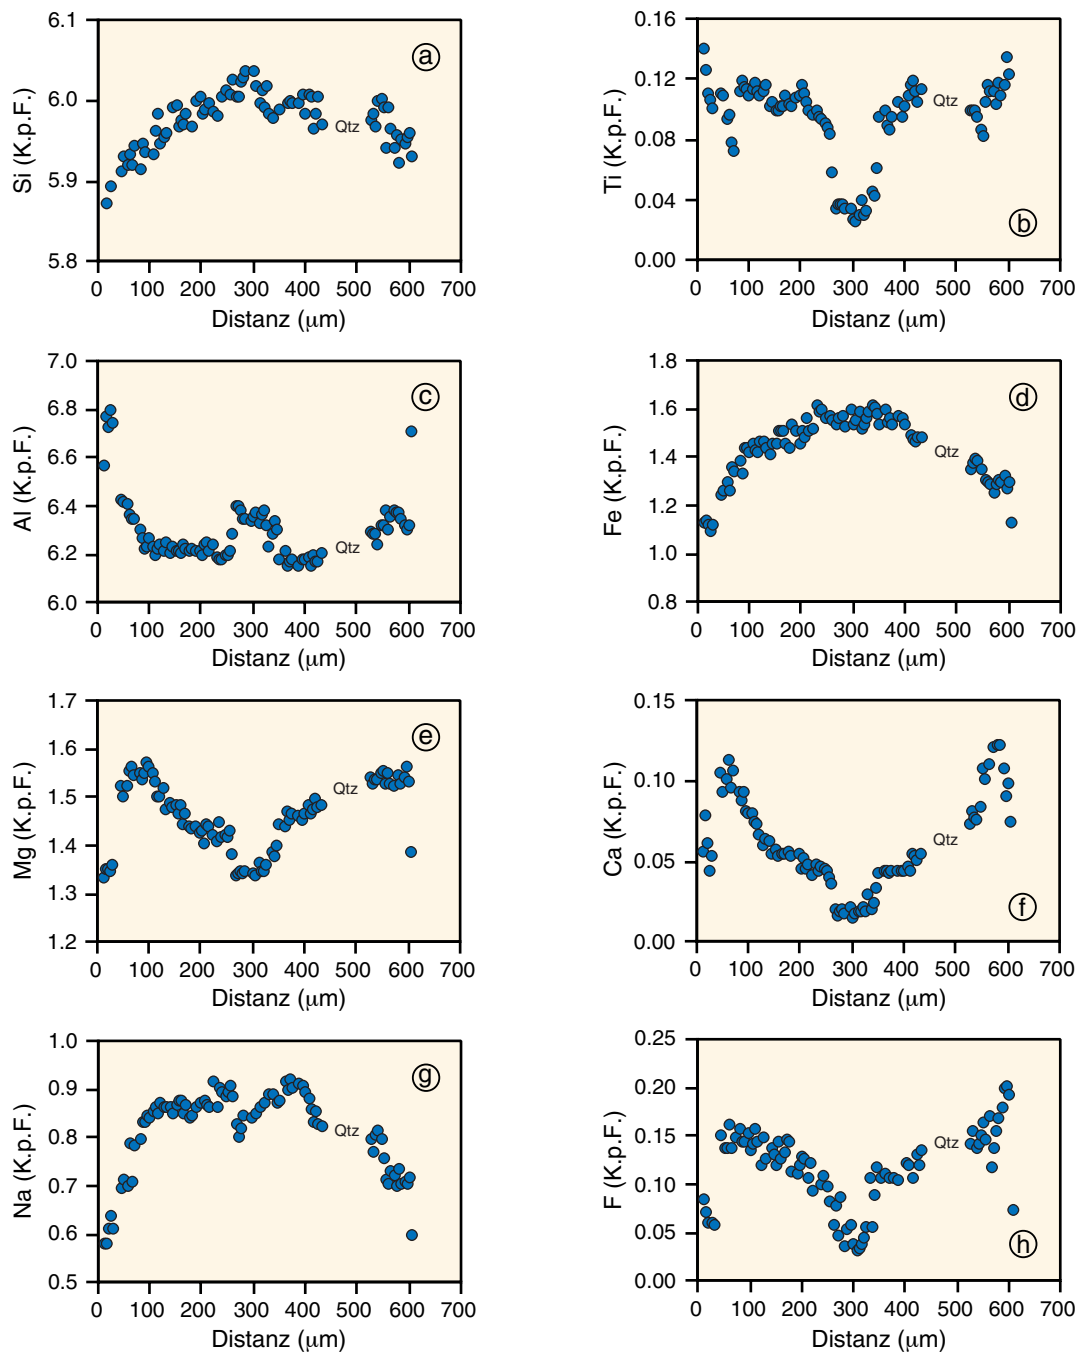 6.1
6.0
5.9
5.8
Si (K.p.F.)
a
Qtz
0 100 200 300 400 500 600 700
Distanz (μm)
0.16
0.12
0.08
0.04
0.00
Ti (K.p.F.)
Qtz
b
0 100 200 300 400 500 600 700
Distanz (μm)
7.0
6.8
6.6
6.4
6.2
6.0
Al (K.p.F.)
c
Qtz
0 100 200 300 400 500 600 700
Distanz (μm)
1.8
1.6
1.4
1.2
1.0
0.8
Fe (K.p.F.)
d
Qtz
0 100 200 300 400 500 600 700
Distanz (μm)
1.7
1.6
1.5
1.4
1.3
1.2
Mg (K.p.F.)
e
Qtz
0 100 200 300 400 500 600 700
Distanz (μm)
0.15
0.10
0.05
0.00
Ca (K.p.F.)
Qtz
f
0 100 200 300 400 500 600 700
Distanz (μm)
1.0
0.9
0.8
0.7
0.6
0.5
Na (K.p.F.)
g
Qtz
0 100 200 300 400 500 600 700
Distanz (μm)
0.25
0.20
0.15
0.10
0.05
0.00
F (K.p.F.)
Qtz
h
0 100 200 300 400 500 600 700
Distanz (μm)